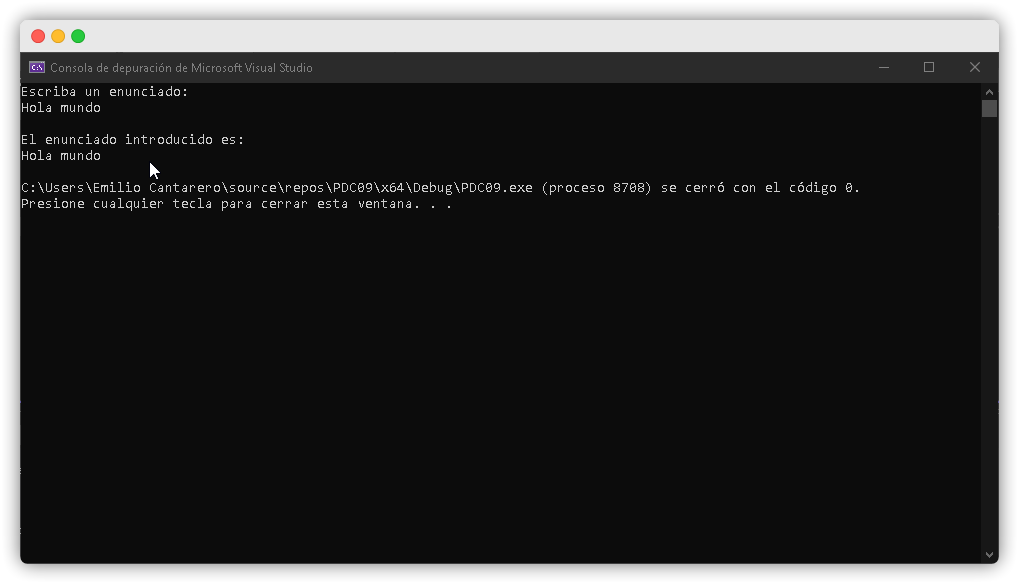 Consola de depuración de Microsoft Visual Studio
Escriba un enunciado:
Hola mundo
El enunciado introducido es:
Hola mundo
C:\Users\Emilio Cantarero\source\repos\PDC09\x64\Debug\PDC09.exe (proceso 8708) se cerró con el código 0.
Presione cualquier tecla para cerrar esta ventana. . .